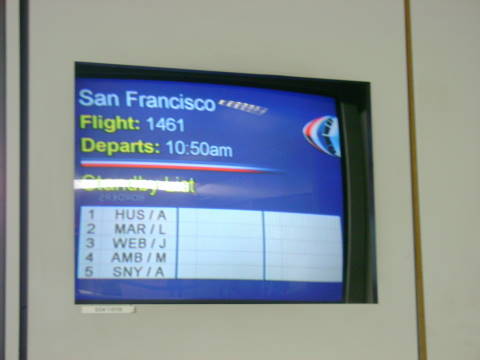 San Francisco
Flight: 1461
Departs: 10:50am
Standby List
1 HUS / A
2 MAR / L
3 WEB / J
4 AMB / M
5 SNY / A